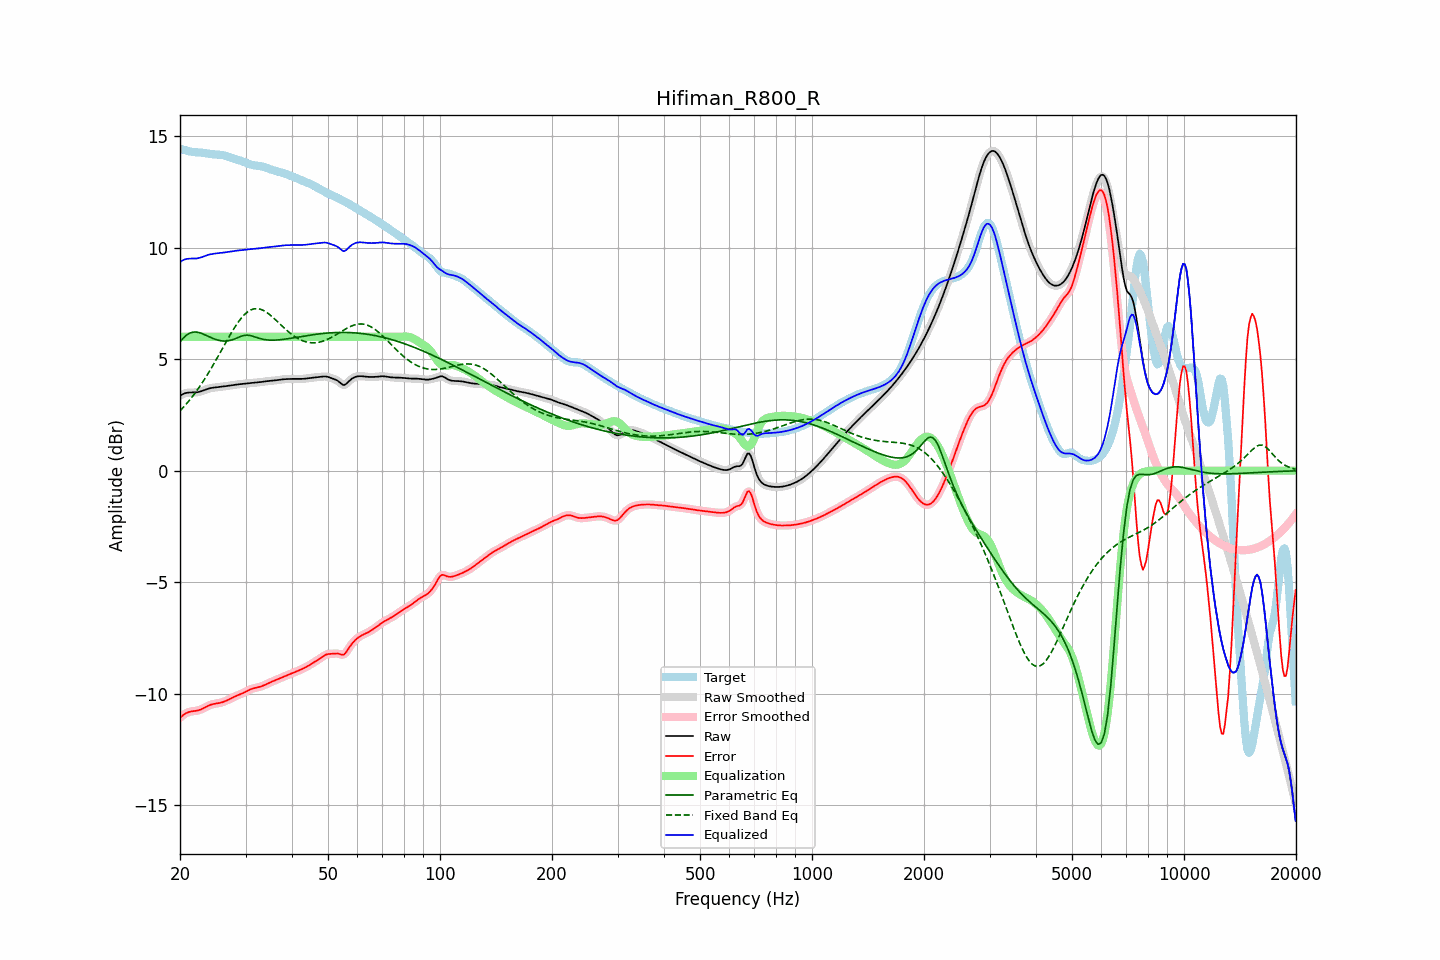 Hifiman_R800_R
15
10
5
0
−5
−10
−15
Amplitude (dBr)
20
50
100
200
500
1000
2000
5000
10000
20000
Frequency (Hz)
Target
Raw Smoothed
Error Smoothed
Raw
Error
Equalization
Parametric Eq
Fixed Band Eq
Equalized